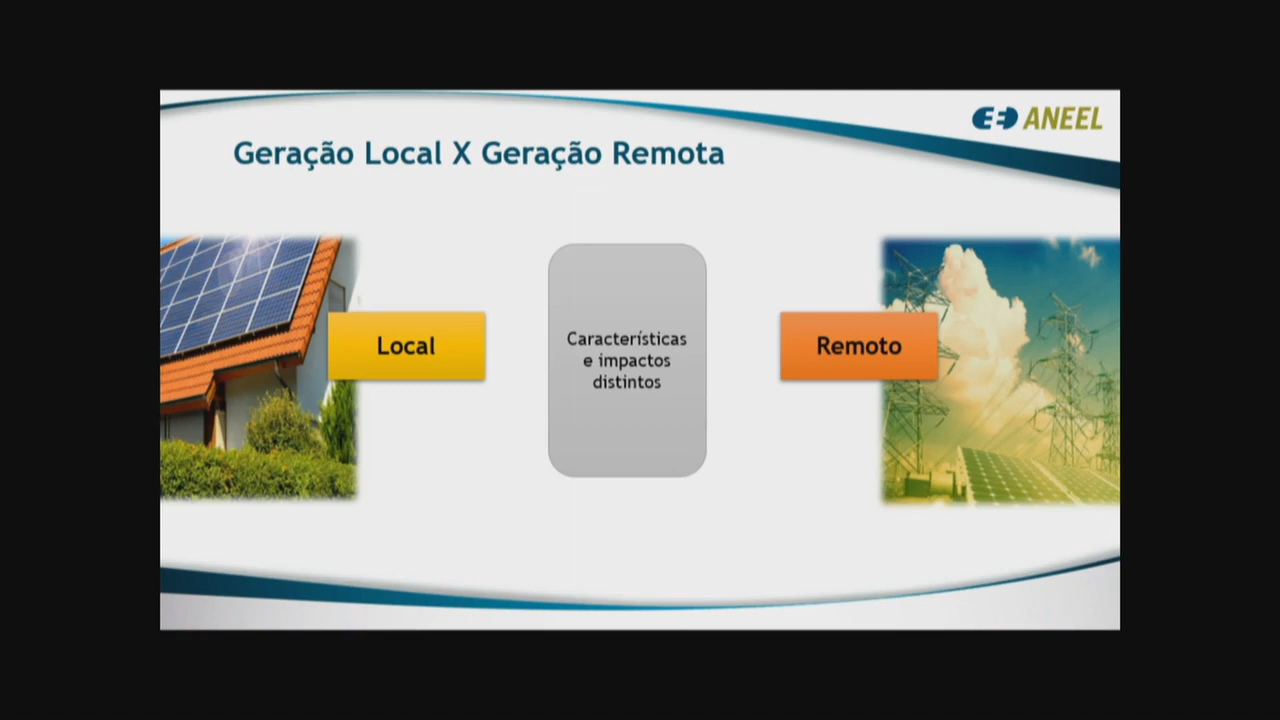 ANEEL
Geração Local X Geração Remota
Local
Características
e impactos
distintos
Remoto